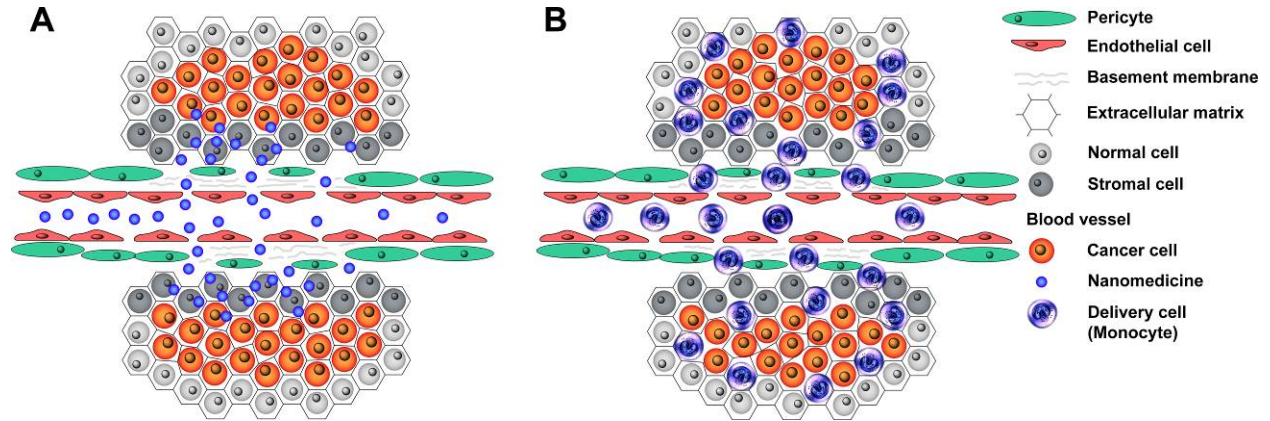 A
B
Pericyte
Endothelial cell
Basement membrane
Extracellular matrix
Normal cell
Stromal cell
Blood vessel
Cancer cell
Nanomedicine
Delivery cell
(Monocyte)